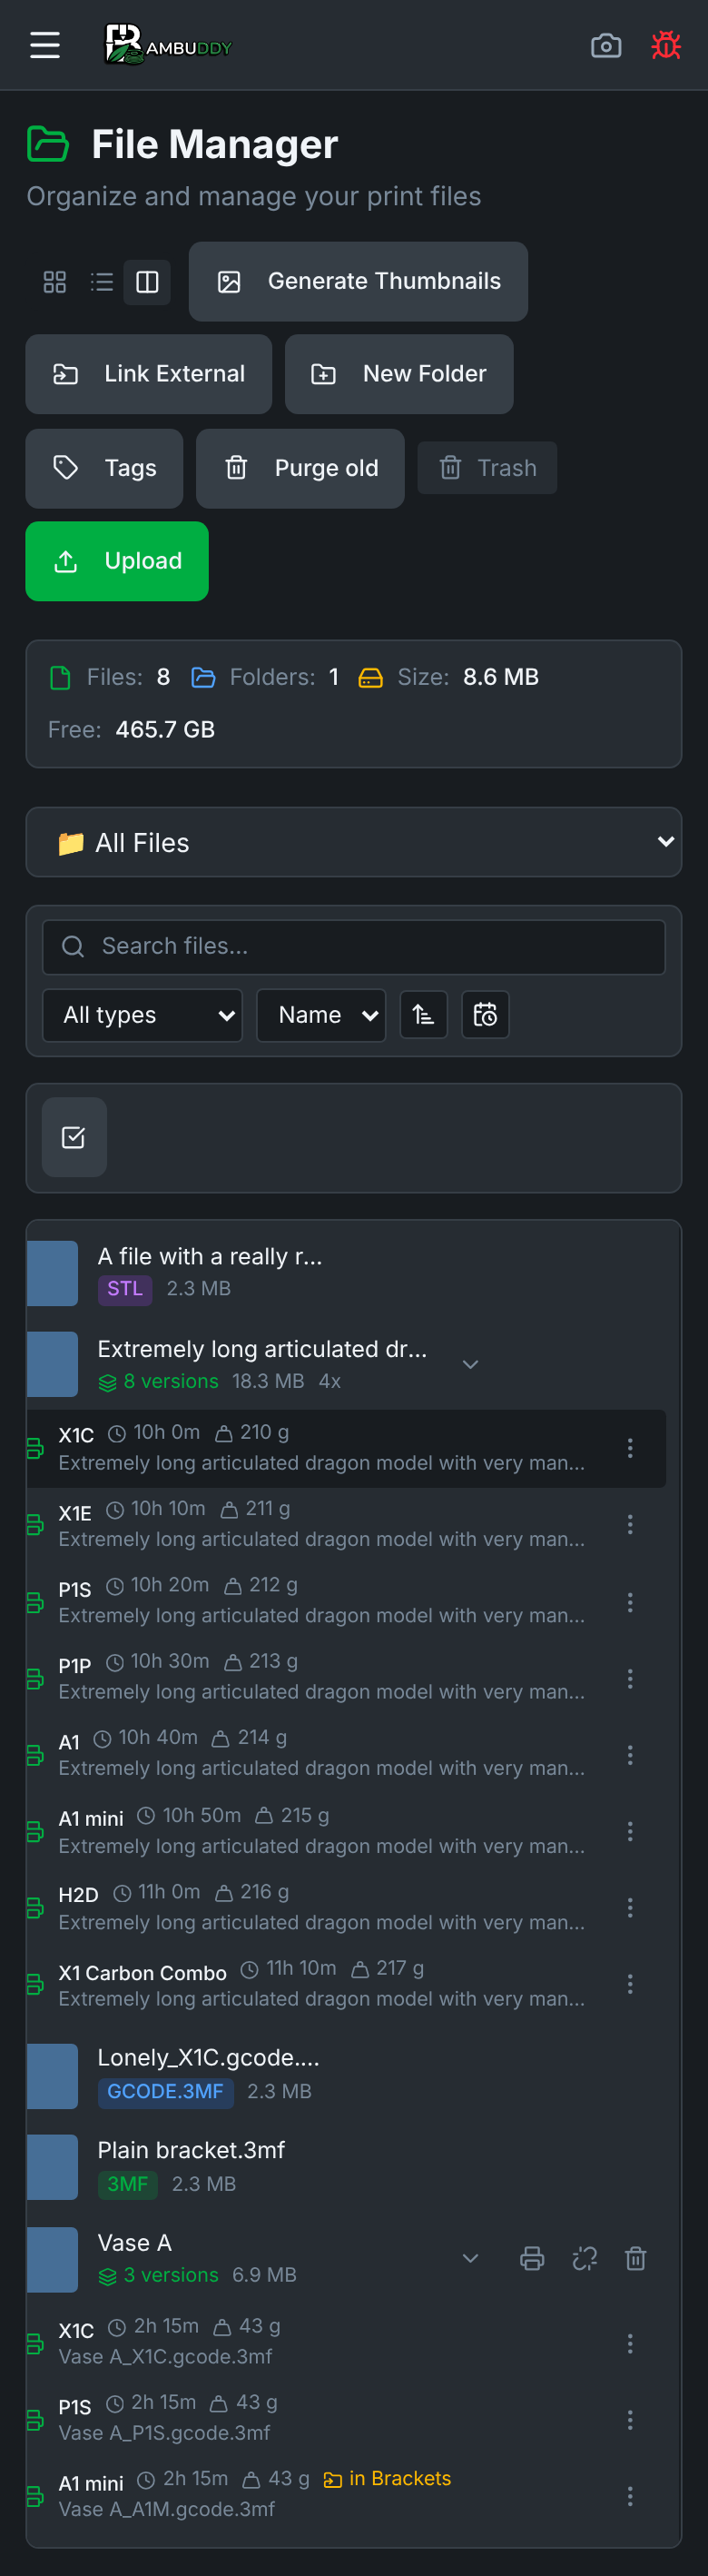 BAMBUDDY
File Manager
Organize and manage your print files
Generate Thumbnails
Link External
New Folder
Tags
Purge old
Trash
Upload
Files: 8 Folders: 1 Size: 8.6 MB
Free: 465.7 GB
All Files
Search files...
All types
Name
A file with a really r...
STL 2.3 MB
Extremely long articulated dr...
8 versions 18.3 MB 4x
X1C 10h 0m 210 g
Extremely long articulated dragon model with very man...
X1E 10h 10m 211 g
Extremely long articulated dragon model with very man...
P1S 10h 20m 212 g
Extremely long articulated dragon model with very man...
P1P 10h 30m 213 g
Extremely long articulated dragon model with very man...
A1 10h 40m 214 g
Extremely long articulated dragon model with very man...
A1 mini 10h 50m 215 g
Extremely long articulated dragon model with very man...
H2D 11h 0m 216 g
Extremely long articulated dragon model with very man...
X1 Carbon Combo 11h 10m 217 g
Extremely long articulated dragon model with very man...
Lonely_X1C.gcode....
GCODE.3MF 2.3 MB
Plain bracket.3mf
3MF 2.3 MB
Vase A
3 versions 6.9 MB
X1C 2h 15m 43 g
Vase A_X1C.gcode.3mf
P1S 2h 15m 43 g
Vase A_P1S.gcode.3mf
A1 mini 2h 15m 43 g in Brackets
Vase A_A1M.gcode.3mf